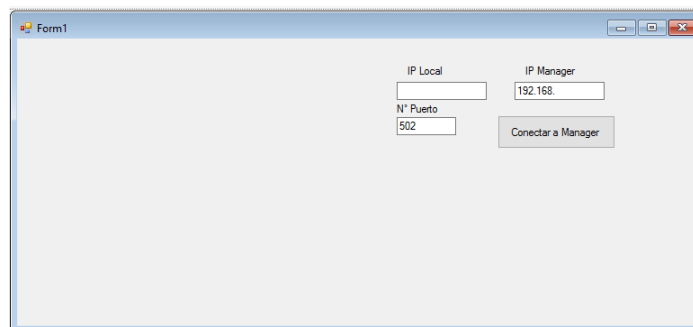 Form1
IP Local IP Manager
192.168.
N° Puerto
502
Conectar a Manager